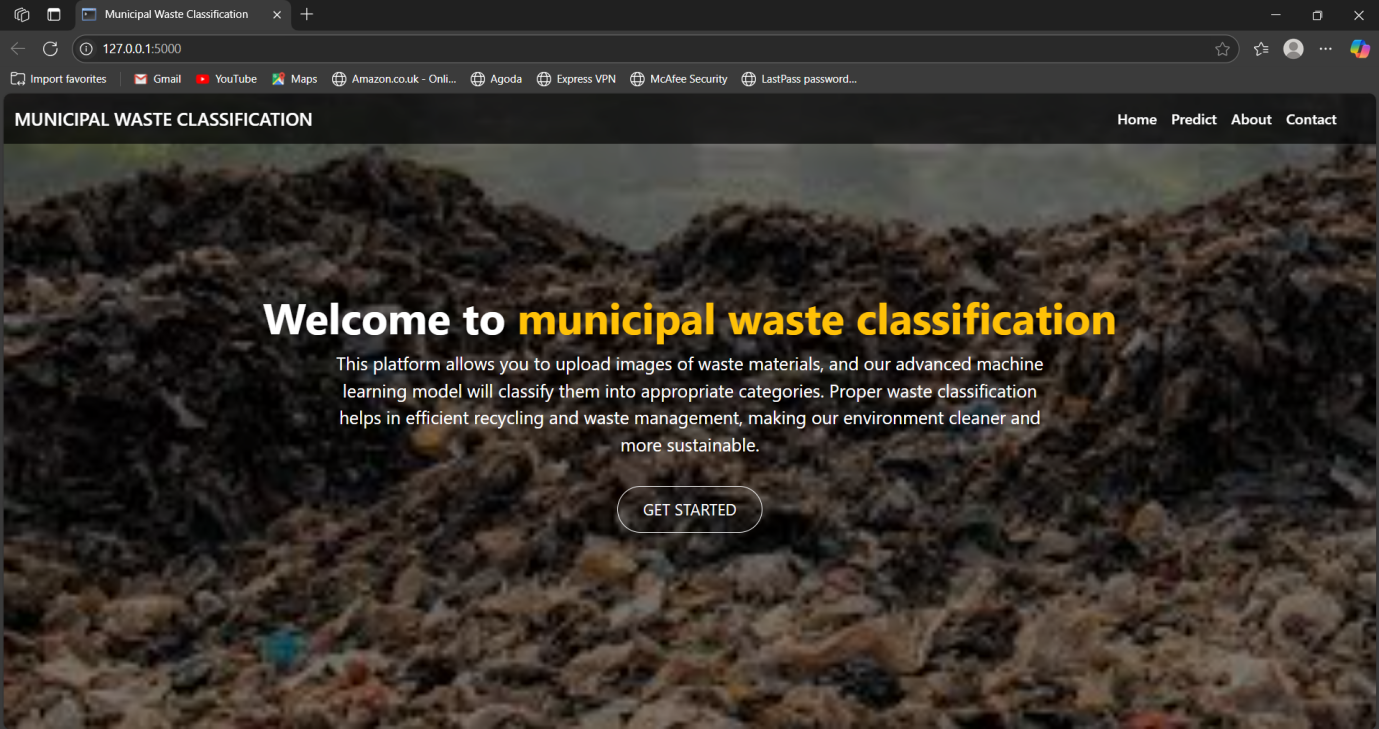 Municipal Waste Classification
127.0.0.1:5000
Import favorites
Gmail
YouTube
Maps
Amazon.co.uk - Onli...
Agoda
Express VPN
McAfee Security
LastPass password...
MUNICIPAL WASTE CLASSIFICATION
Home Predict About Contact
Welcome to municipal waste classification
This platform allows you to upload images of waste materials, and our advanced machine
learning model will classify them into appropriate categories. Proper waste classification
helps in efficient recycling and waste management, making our environment cleaner and
more sustainable.
GET STARTED